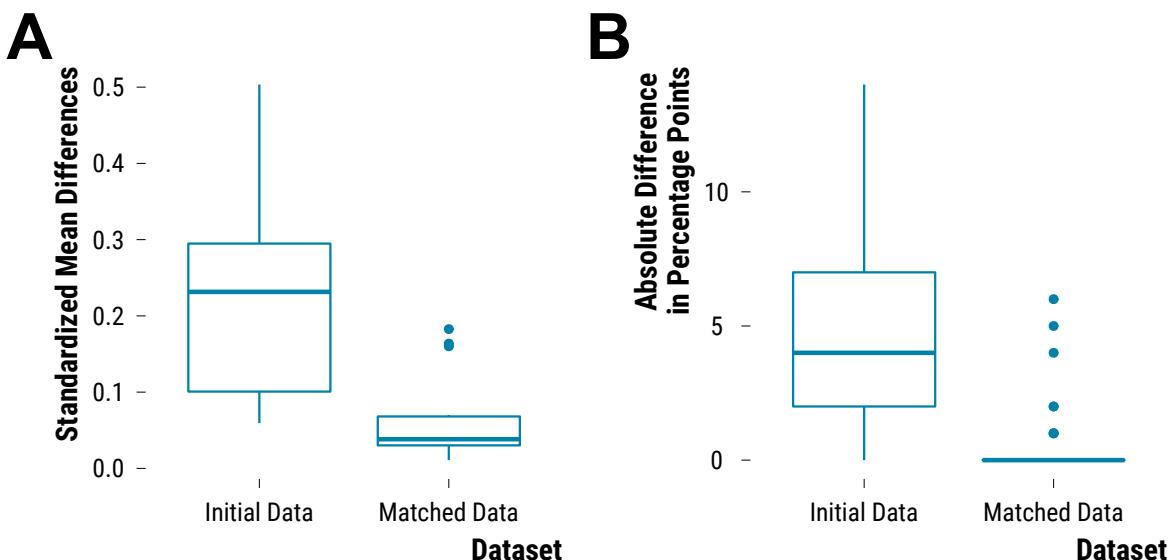 A
Standardized Mean Differences
0.5
0.4
0.3
0.2
0.1
0.0
Initial Data
Matched Data
Dataset
B
Absolute Difference
in Percentage Points
10
5
0
Initial Data
Matched Data
Dataset